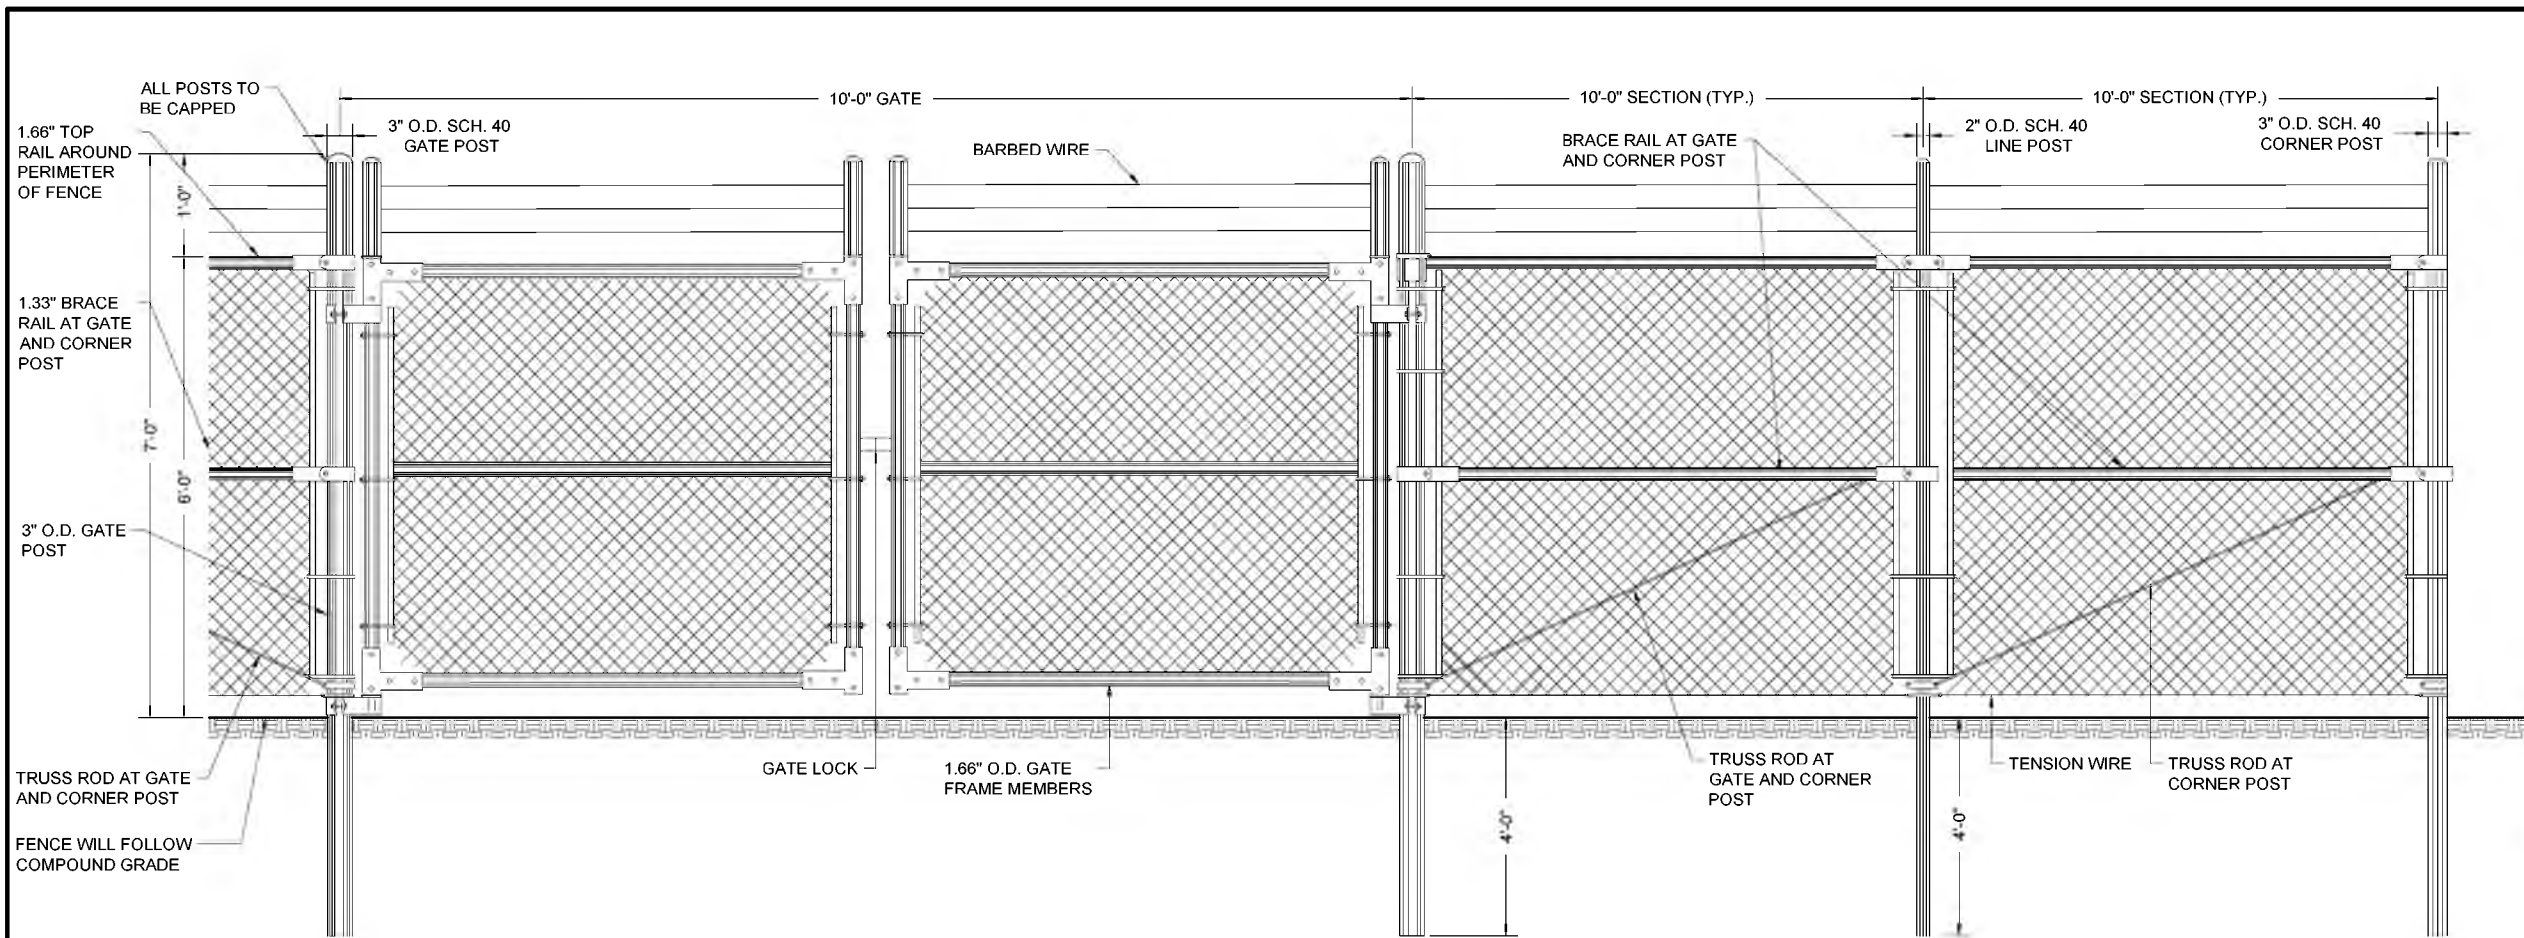 ALL POSTS TO
BE CAPPED
10'-0" GATE
10'-0" SECTION (TYP.)
10'-0" SECTION (TYP.)
1.66" TOP
RAIL AROUND
PERIMETER
OF FENCE
3" O.D. SCH. 40
GATE POST
BARBED WIRE
BRACE RAIL AT GATE
AND CORNER POST
2" O.D. SCH. 40
LINE POST
3" O.D. SCH. 40
CORNER POST
1'-0"
1.33" BRACE
RAIL AT GATE
AND CORNER
POST
7'-0"
6'-0"
3" O.D. GATE
POST
TRUSS ROD AT GATE
AND CORNER POST
FENCE WILL FOLLOW
COMPOUND GRADE
GATE LOCK
1.66" O.D. GATE
FRAME MEMBERS
4'-0"
TRUSS ROD AT
GATE AND CORNER
POST
4'-0"
TENSION WIRE
TRUSS ROD AT
CORNER POST